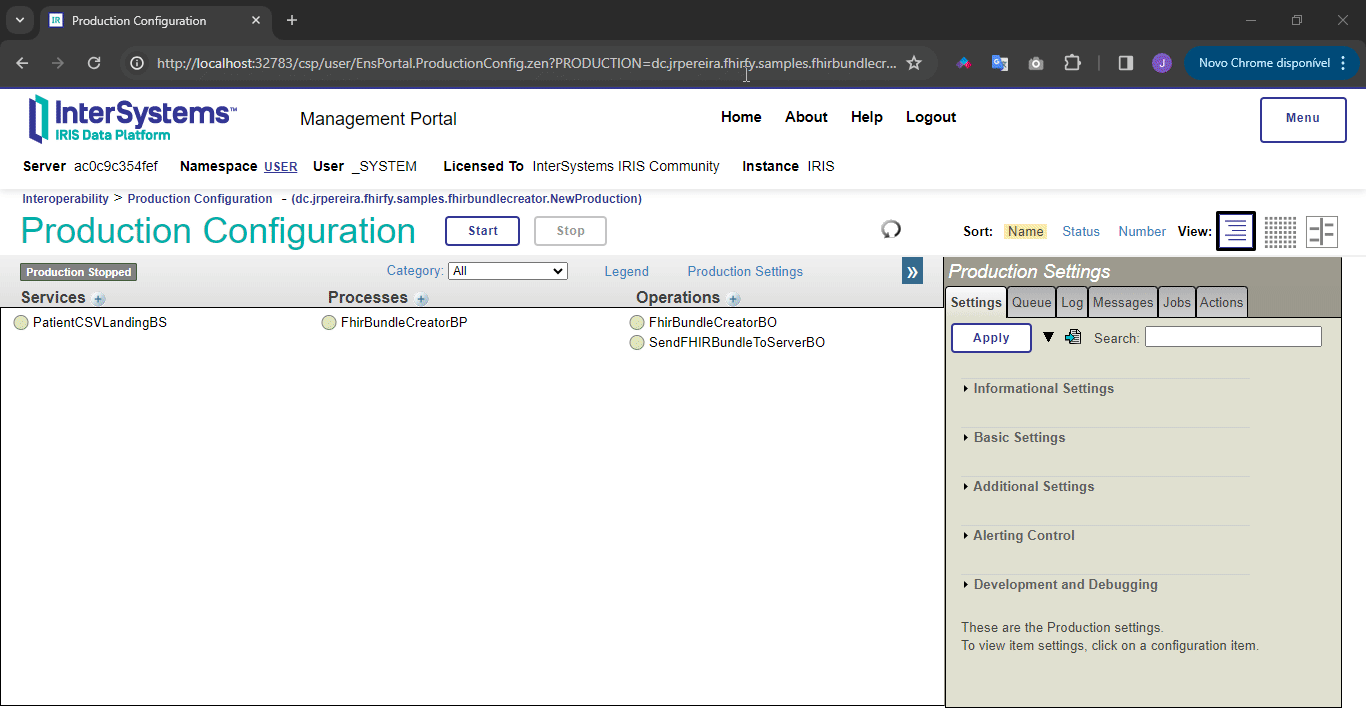 IR Production Configuration
http://localhost:32783/csp/user/EnsPortal.ProductionConfig.zen?PRODUCTION=dc.jrpereira.fhirfy.samples.fhirbundlecr...
J
Novo Chrome disponível
InterSystems™
IRIS Data Platform
Management Portal
Home About Help Logout
Menu
Server ac0c9c354fef Namespace USER User _SYSTEM Licensed To InterSystems IRIS Community Instance IRIS
Interoperability > Production Configuration - (dc.jrpereira.fhirfy.samples.fhirbundlecreator.NewProduction)
Production Configuration
Start
Stop
Sort: Name Status Number View:
Production Stopped
Category: All
Legend
Production Settings
»
Services +
Processes +
Operations +
PatientCSVLandingBS
FhirBundleCreatorBP
FhirBundleCreatorBO
SendFHIRBundleToServerBO
Production Settings
Settings Queue Log Messages Jobs Actions
Apply
Search:
Informational Settings
Basic Settings
Additional Settings
Alerting Control
Development and Debugging
These are the Production settings.
To view item settings, click on a configuration item.